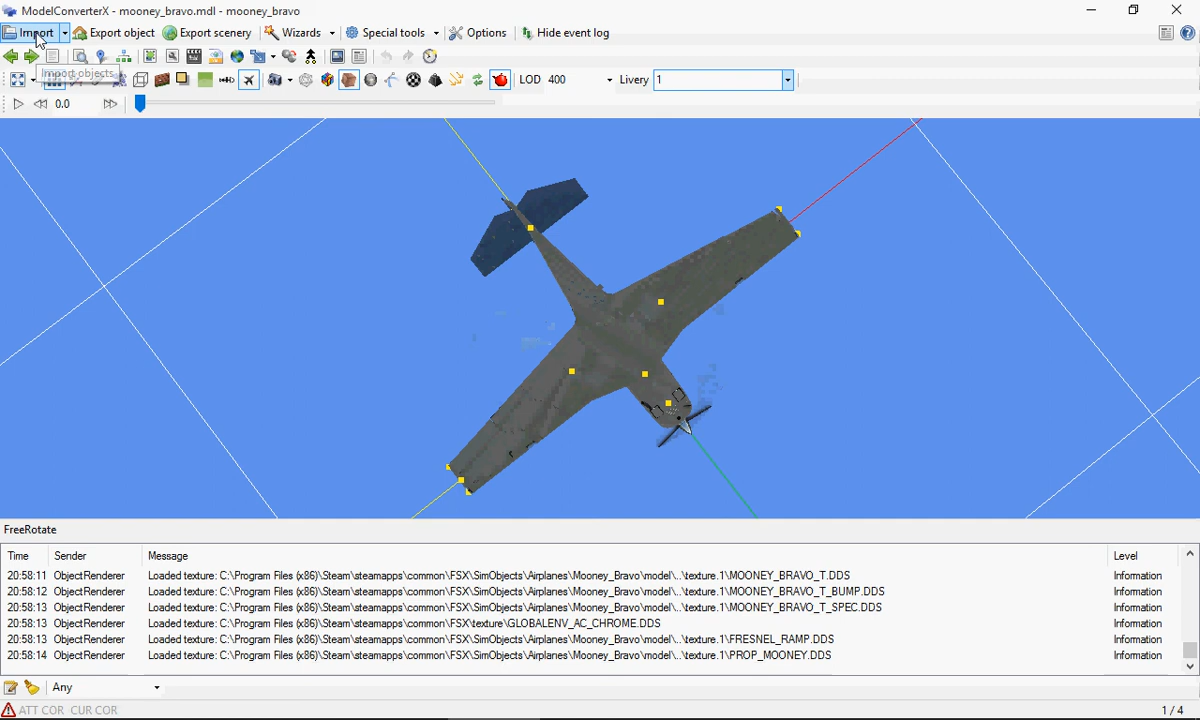 ModelConverterX - mooney_bravo.mdl - mooney_bravo
Import Export object Export scenery Wizards Special tools Options Hide event log
Import objects
LOD 400 Livery 1
0.0
FreeRotate
Time Sender Message Level
20:58:11 ObjectRenderer Loaded texture: C:\Program Files (x86)\Steam\steamapps\common\FSX\SimObjects\Airplanes\Mooney_Bravo\model\..\texture.1\MOONEY_BRAVO_T.DDS Information
20:58:12 ObjectRenderer Loaded texture: C:\Program Files (x86)\Steam\steamapps\common\FSX\SimObjects\Airplanes\Mooney_Bravo\model\..\texture.1\MOONEY_BRAVO_T_BUMP.DDS Information
20:58:13 ObjectRenderer Loaded texture: C:\Program Files (x86)\Steam\steamapps\common\FSX\SimObjects\Airplanes\Mooney_Bravo\model\..\texture.1\MOONEY_BRAVO_T_SPEC.DDS Information
20:58:13 ObjectRenderer Loaded texture: C:\Program Files (x86)\Steam\steamapps\common\FSX\texture\GLOBALENV_AC_CHROME.DDS Information
20:58:13 ObjectRenderer Loaded texture: C:\Program Files (x86)\Steam\steamapps\common\FSX\SimObjects\Airplanes\Mooney_Bravo\model\..\texture.1\FRESNEL_RAMP.DDS Information
20:58:14 ObjectRenderer Loaded texture: C:\Program Files (x86)\Steam\steamapps\common\FSX\SimObjects\Airplanes\Mooney_Bravo\model\..\texture.1\PROP_MOONEY.DDS Information
Any
ATT COR CUR COR 1 / 4